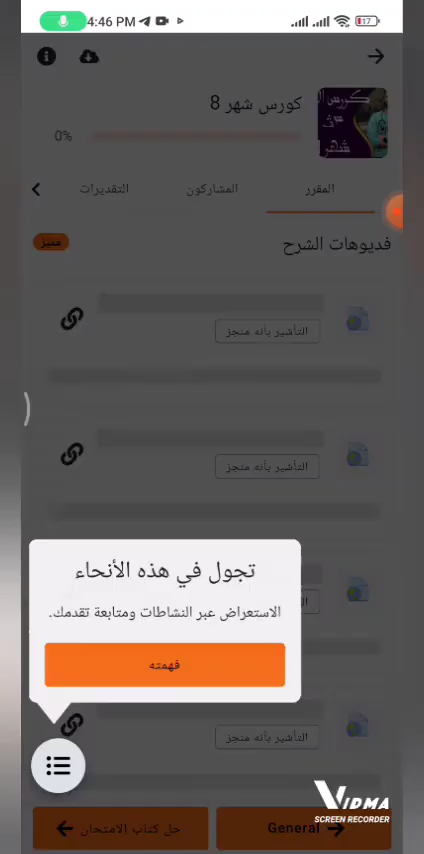 4:46 PM
17
كورس شهر 8
0%
المقرر
المشاركون
التقديرات
فديوهات الشرح
مميز
التأشير بأنه منجز
التأشير بأنه منجز
تجول في هذه الأنحاء
الاستعراض عبر النشاطات ومتابعة تقدمك.
فهمته
التأشير بأنه منجز
VIDMA
SCREEN RECORDER
General
حل كتاب الامتحان